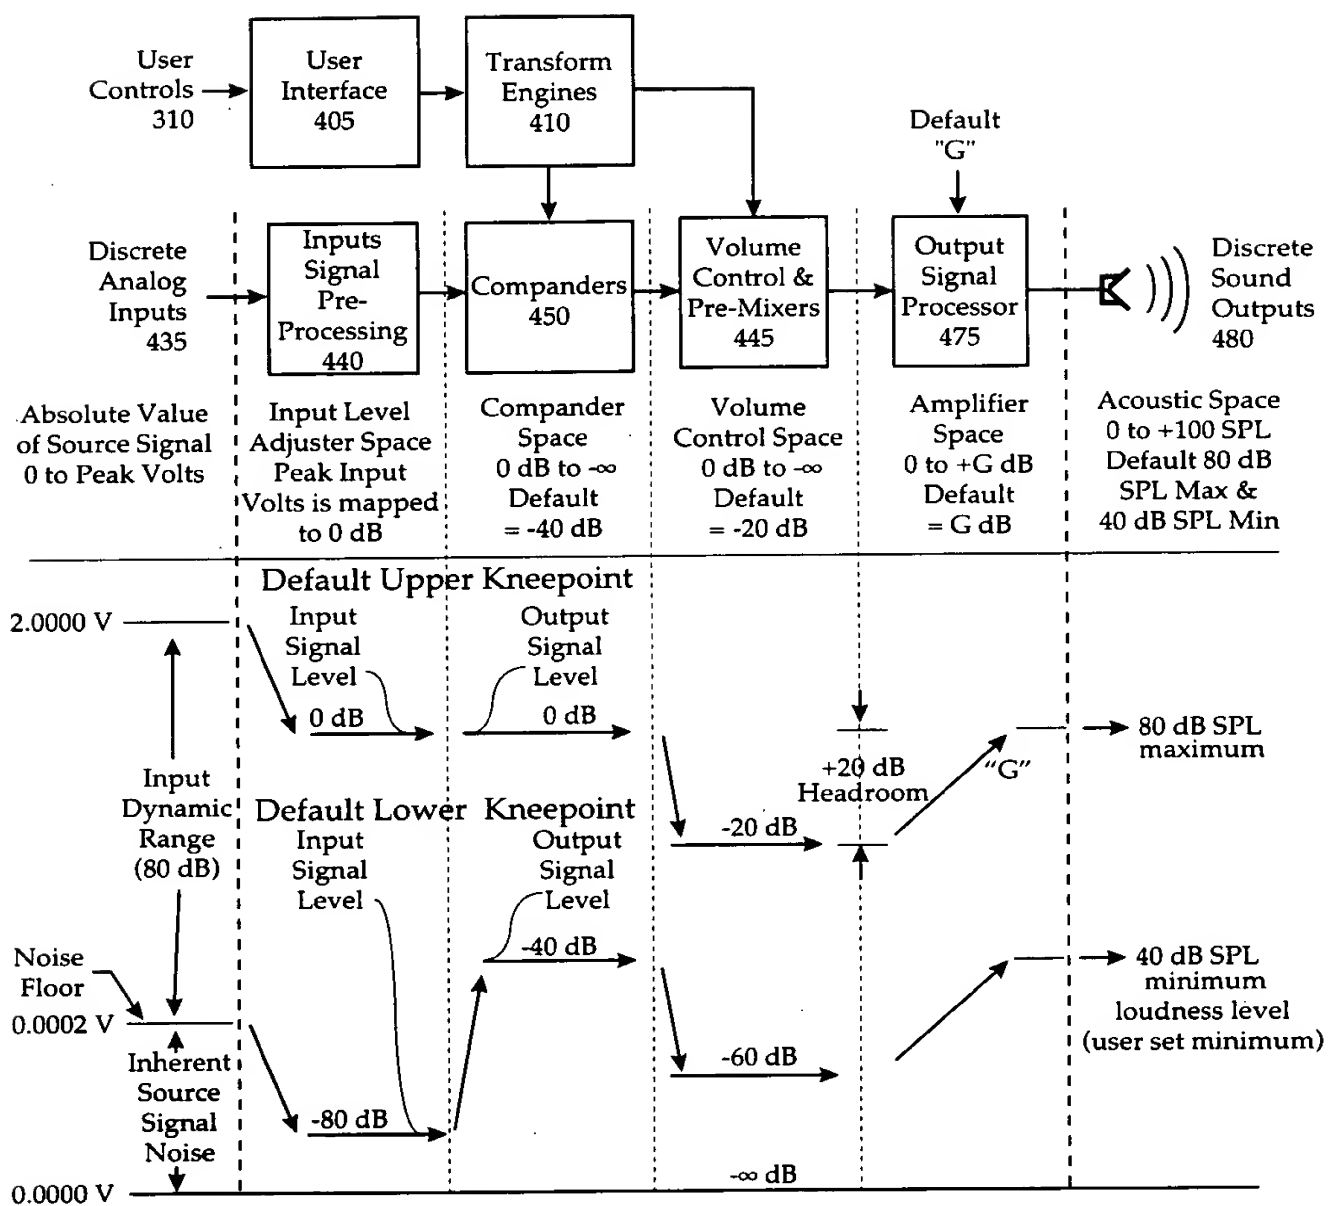 User
Controls
310
User
Interface
405
Transform
Engines
410
Default
"G"
Discrete
Analog
Inputs
435
Inputs
Signal
Pre-
Processing
440
Companders
450
Volume
Control &
Pre-Mixers
445
Output
Signal
Processor
475
Discrete
Sound
Outputs
480
Absolute Value
of Source Signal
0 to Peak Volts
Input Level
Adjuster Space
Peak Input
Volts is mapped
to 0 dB
Compander
Space
0 dB to -∞
Default
= -40 dB
Volume
Control Space
0 dB to -∞
Default
= -20 dB
Amplifier
Space
0 to +G dB
Default
= G dB
Acoustic Space
0 to +100 SPL
Default 80 dB
SPL Max &
40 dB SPL Min
Default Upper Kneepoint
2.0000 V
Input
Signal
Level
0 dB
Output
Signal
Level
0 dB
80 dB SPL
maximum
+20 dB
Headroom
"G"
-20 dB
Input
Dynamic
Range
(80 dB)
Default Lower Kneepoint
Input
Signal
Level
Output
Signal
Level
-40 dB
Noise
Floor
0.0002 V
40 dB SPL
minimum
loudness level
(user set minimum)
-60 dB
Inherent
Source
Signal
Noise
-80 dB
0.0000 V
-∞ dB